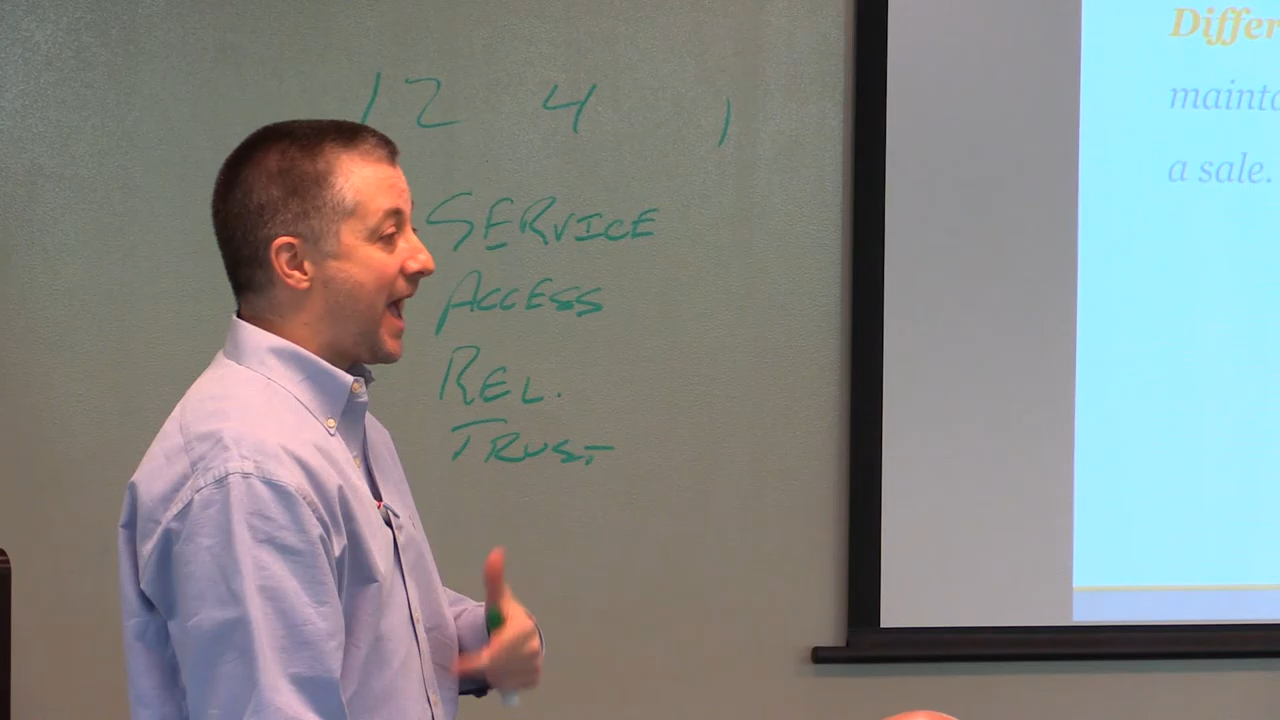 12 4 1
SERVICE
ACCESS
REL.
TRUST
Differ
mainta
a sale.